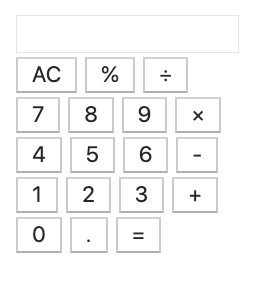 AC % ÷
7 8 9 ×
4 5 6 -
1 2 3 +
0 . =